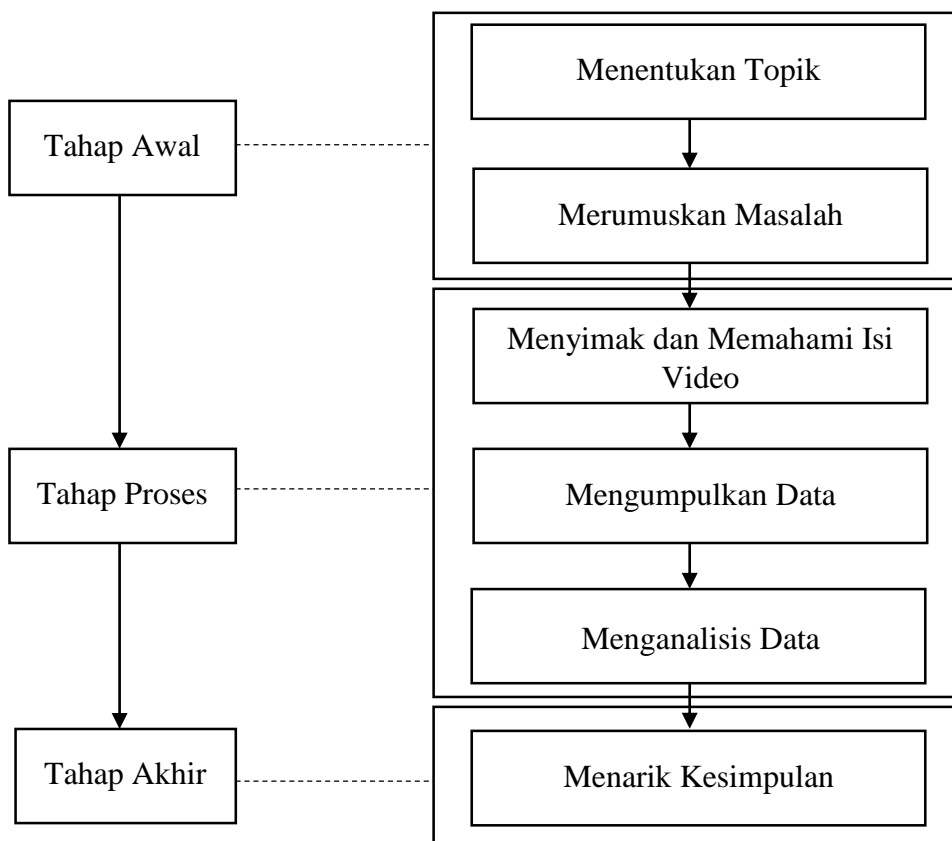 Menentukan Topik
Tahap Awal
Merumuskan Masalah
Menyimak dan Memahami Isi
Video
Tahap Proses
Mengumpulkan Data
Menganalisis Data
Tahap Akhir
Menarik Kesimpulan